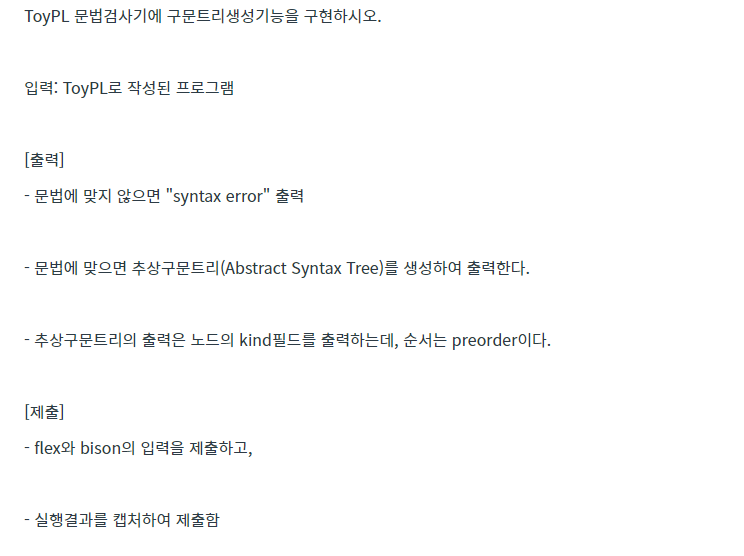 ToyPL 문법검사기에 구문트리생성기능을 구현하시오.
입력: ToyPL로 작성된 프로그램
[출력]
- 문법에 맞지 않으면 "syntax error" 출력
- 문법에 맞으면 추상구문트리(Abstract Syntax Tree)를 생성하여 출력한다.
- 추상구문트리의 출력은 노드의 kind필드를 출력하는데, 순서는 preorder이다.
[제출]
- flex와 bison의 입력을 제출하고,
- 실행결과를 캡처하여 제출함